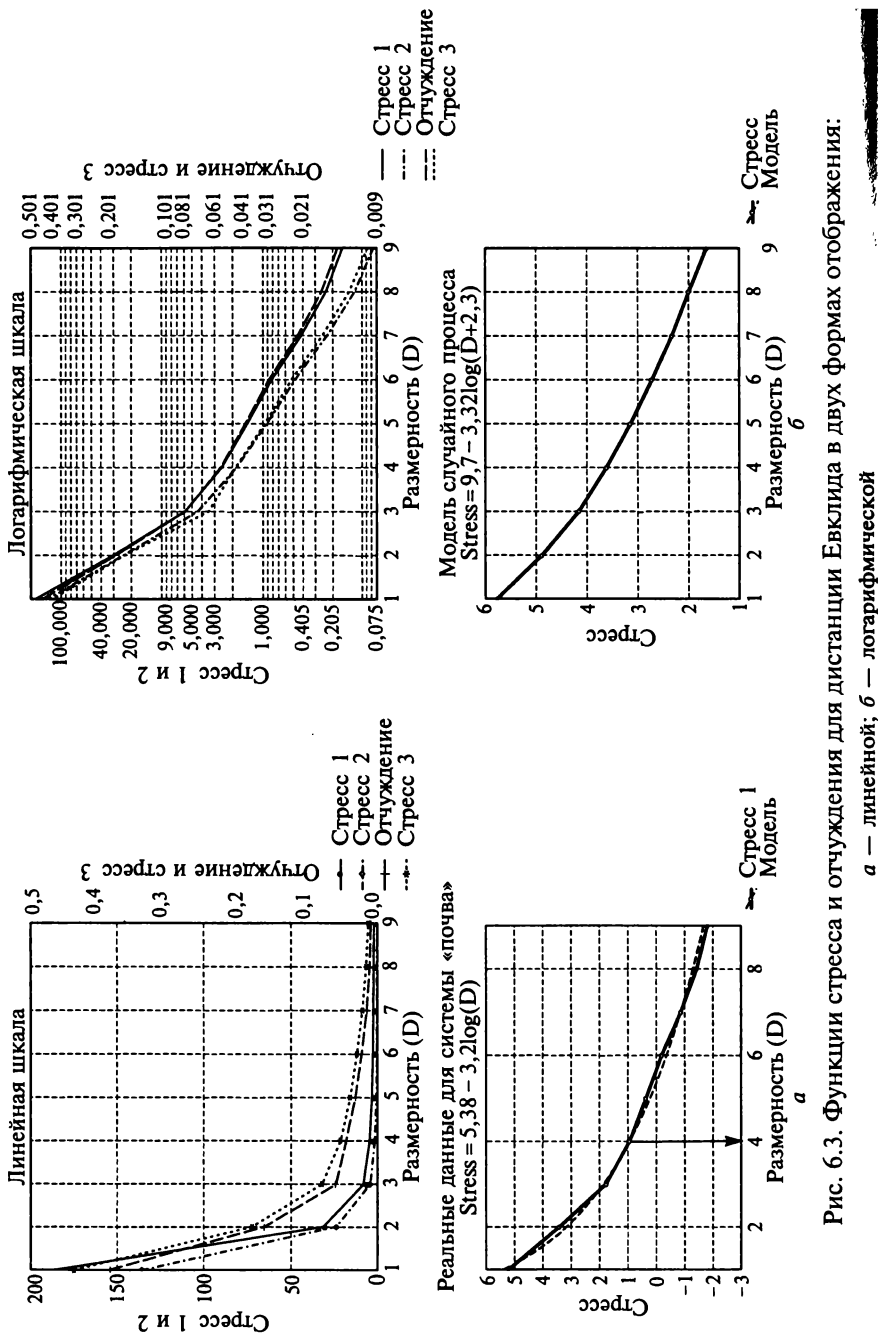 Линейная шкала
Стресс 1 и 2
200
150
100
50
0
0,5
0,4
0,3
0,2
0,1
0,0
Отчуждение и стресс 3
1 2 3 4 5 6 7 8 9
Размерность (D)
Стресс 1
Стресс 2
Отчуждение
Стресс 3
Логарифмическая шкала
Стресс 1 и 2
100,000
40,000
20,000
9,000
5,000
3,000
1,000
0,405
0,205
0,075
0,501
0,401
0,301
0,201
0,101
0,081
0,061
0,041
0,031
0,021
0,009
Отчуждение и стресс 3
1 2 3 4 5 6 7 8 9
Размерность (D)
Стресс 1
Стресс 2
Отчуждение
Стресс 3
Реальные данные для системы «почва»
Stress = 5,38 – 3,2log(D)
Стресс
6
5
4
3
2
1
0
–1
–2
–3
2 4 6 8
Размерность (D)
Стресс 1
Модель
а
Модель случайного процесса
Stress = 9,7 – 3,32log(D+2,3)
Стресс
6
5
4
3
2
1
1 2 3 4 5 6 7 8 9
Размерность (D)
Стресс
Модель
б
Рис. 6.3. Функции стресса и отчуждения для дистанции Евклида в двух формах отображения:
а — линейной; б — логарифмической